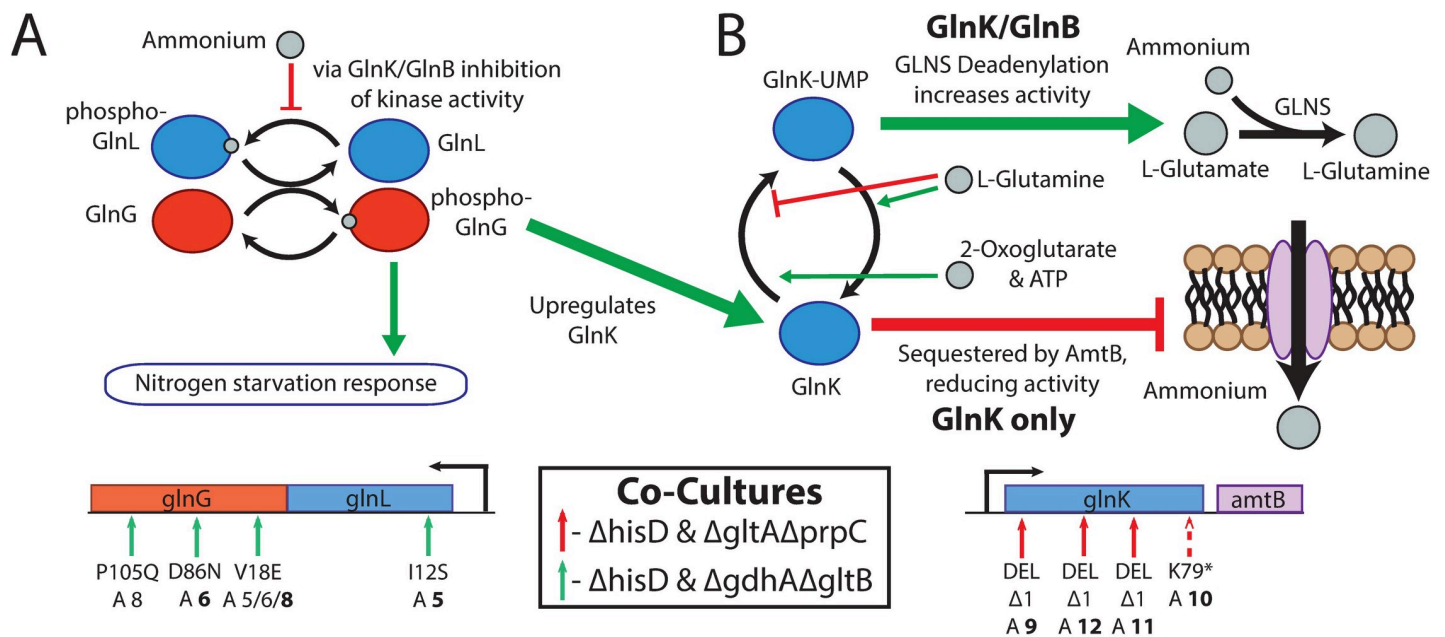 A
Ammonium
via GlnK/GlnB inhibition
of kinase activity
phospho-
GlnL
GlnL
GlnG
phospho-
GlnG
Upregulates
GlnK
Nitrogen starvation response
B
GlnK/GlnB
GlnK-UMP
GLNS Deadenylation
increases activity
Ammonium
GLNS
L-Glutamate
L-Glutamine
L-Glutamine
2-Oxoglutarate
& ATP
GlnK
Sequestered by AmtB,
reducing activity
GlnK only
Ammonium
glnG
glnL
P105Q
A 8
D86N
A 6
V18E
A 5/6/8
I12S
A 5
Co-Cultures
- ΔhisD & ΔgltAΔprpC
- ΔhisD & ΔgdhAΔgltB
glnK
amtB
DEL
Δ1
A 9
DEL
Δ1
A 12
DEL
Δ1
A 11
K79*
A 10